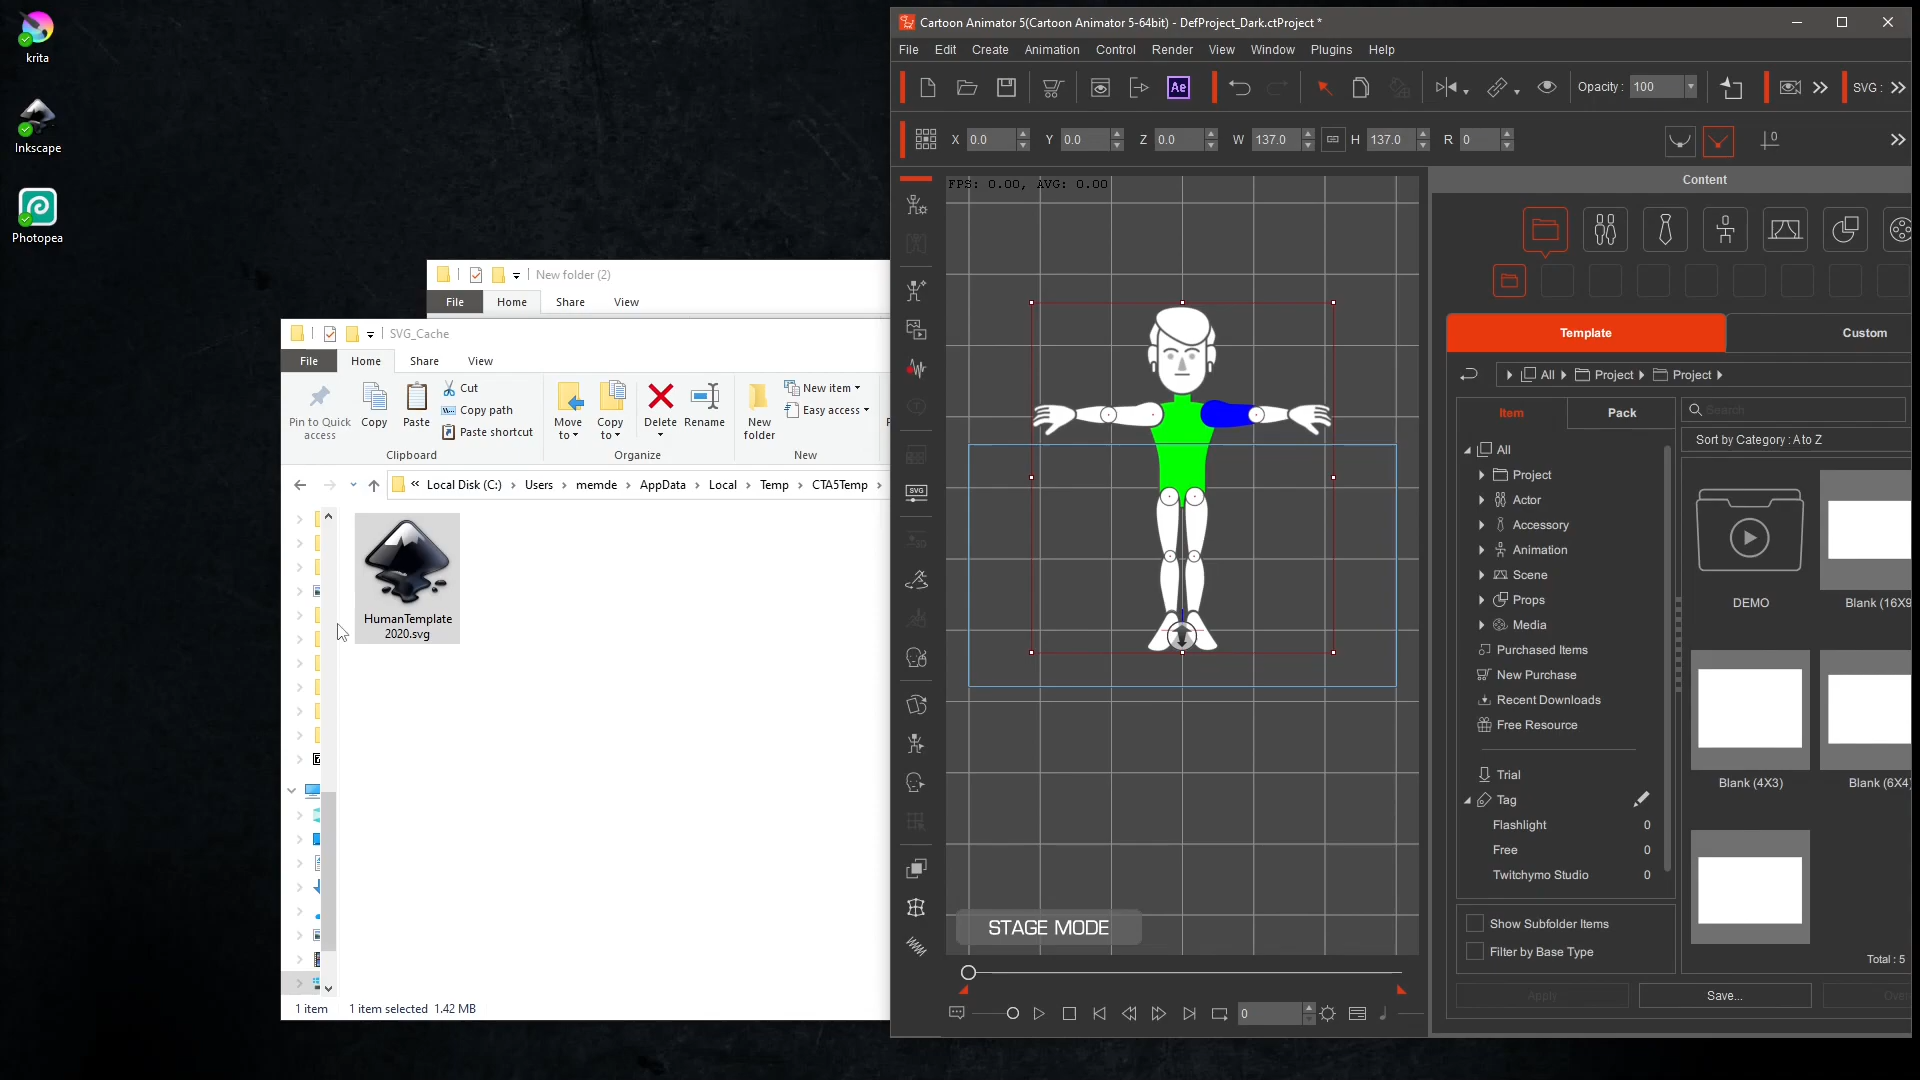 krita
Inkscape
Photopea
New folder (2)
File Home Share View
SVG_Cache
File Home Share View
Pin to Quick access
Copy
Paste
Cut
Copy path
Paste shortcut
Clipboard
Move to
Copy to
Delete
Rename
Organize
New folder
New item
Easy access
New
« Local Disk (C:) › Users › memde › AppData › Local › Temp › CTA5Temp ›
HumanTemplate
2020.svg
1 item 1 item selected 1.42 MB
Cartoon Animator 5(Cartoon Animator 5-64bit) - DefProject_Dark.ctProject *
File Edit Create Animation Control Render View Window Plugins Help
Ae
Opacity : 100
SVG :
X 0.0 Y 0.0 Z 0.0 W 137.0 H 137.0 R 0
FPS: 0.00, AVG: 0.00
SVG
STAGE MODE
0
Content
Template Custom
All Project Project
Item Pack
Search
Sort by Category : A to Z
All
Project
Actor
Accessory
Animation
Scene
Props
Media
Purchased Items
New Purchase
Recent Downloads
Free Resource
Trial
Tag
Flashlight 0
Free 0
Twitchymo Studio 0
DEMO
Blank (16X9
Blank (4X3)
Blank (6X4)
Show Subfolder Items
Filter by Base Type
Total : 5
Apply
Save...
Over